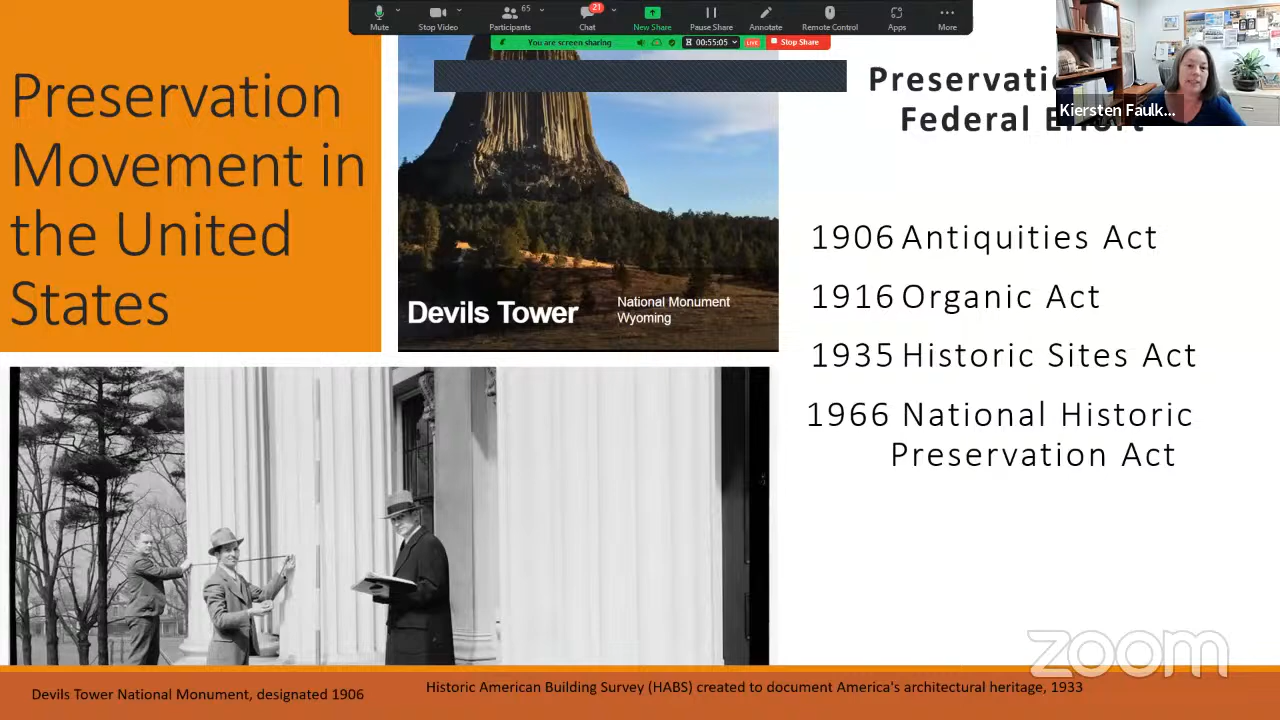 Mute
Stop Video
Participants
65
Chat
21
New Share
Pause Share
Annotate
Remote Control
Apps
More
You are screen sharing
00:55:05
LIVE
Stop Share
Kiersten Faulk...
Preservation
Movement in
the United
States
Devils Tower
National Monument
Wyoming
Federal
1906 Antiquities Act
1916 Organic Act
1935 Historic Sites Act
1966 National Historic
Preservation Act
zoom
Devils Tower National Monument, designated 1906
Historic American Building Survey (HABS) created to document America's architectural heritage, 1933